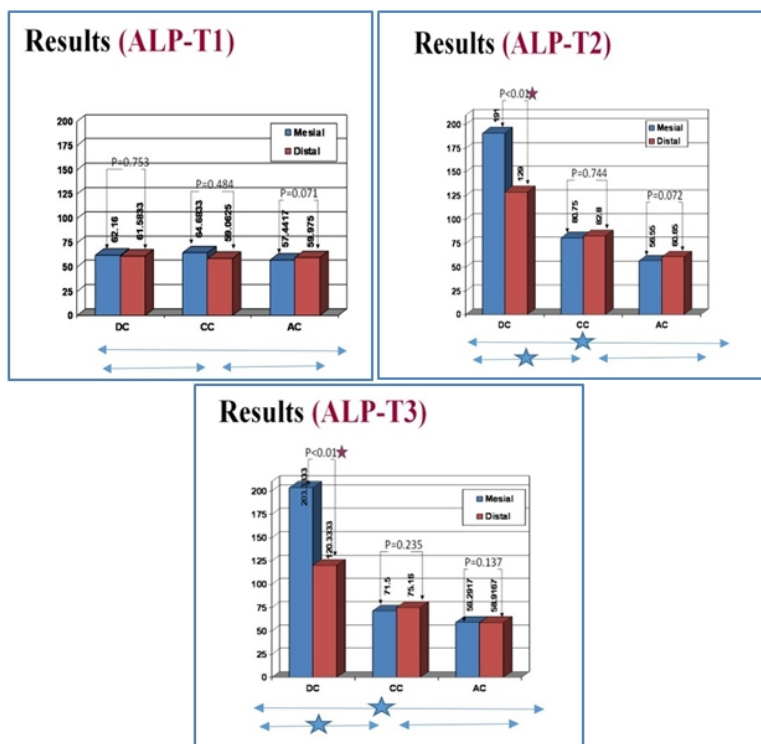 Results (ALP-T1)
200
175
150
125
100
75
50
25
0
Mesial
Distal
P=0.753
P=0.484
P=0.071
62.16
61.5833
64.6833
59.0625
57.4417
59.975
DC
CC
AC
Results (ALP-T2)
P<0.01
200
175
150
125
100
75
50
25
0
Mesial
Distal
191
129
P=0.744
80.75
82.8
P=0.072
56.55
60.65
DC
CC
AC
Results (ALP-T3)
P<0.01
200
175
150
125
100
75
50
25
0
Mesial
Distal
120.3333
P=0.235
71.5
75.16
P=0.137
58.9167
DC
CC
AC